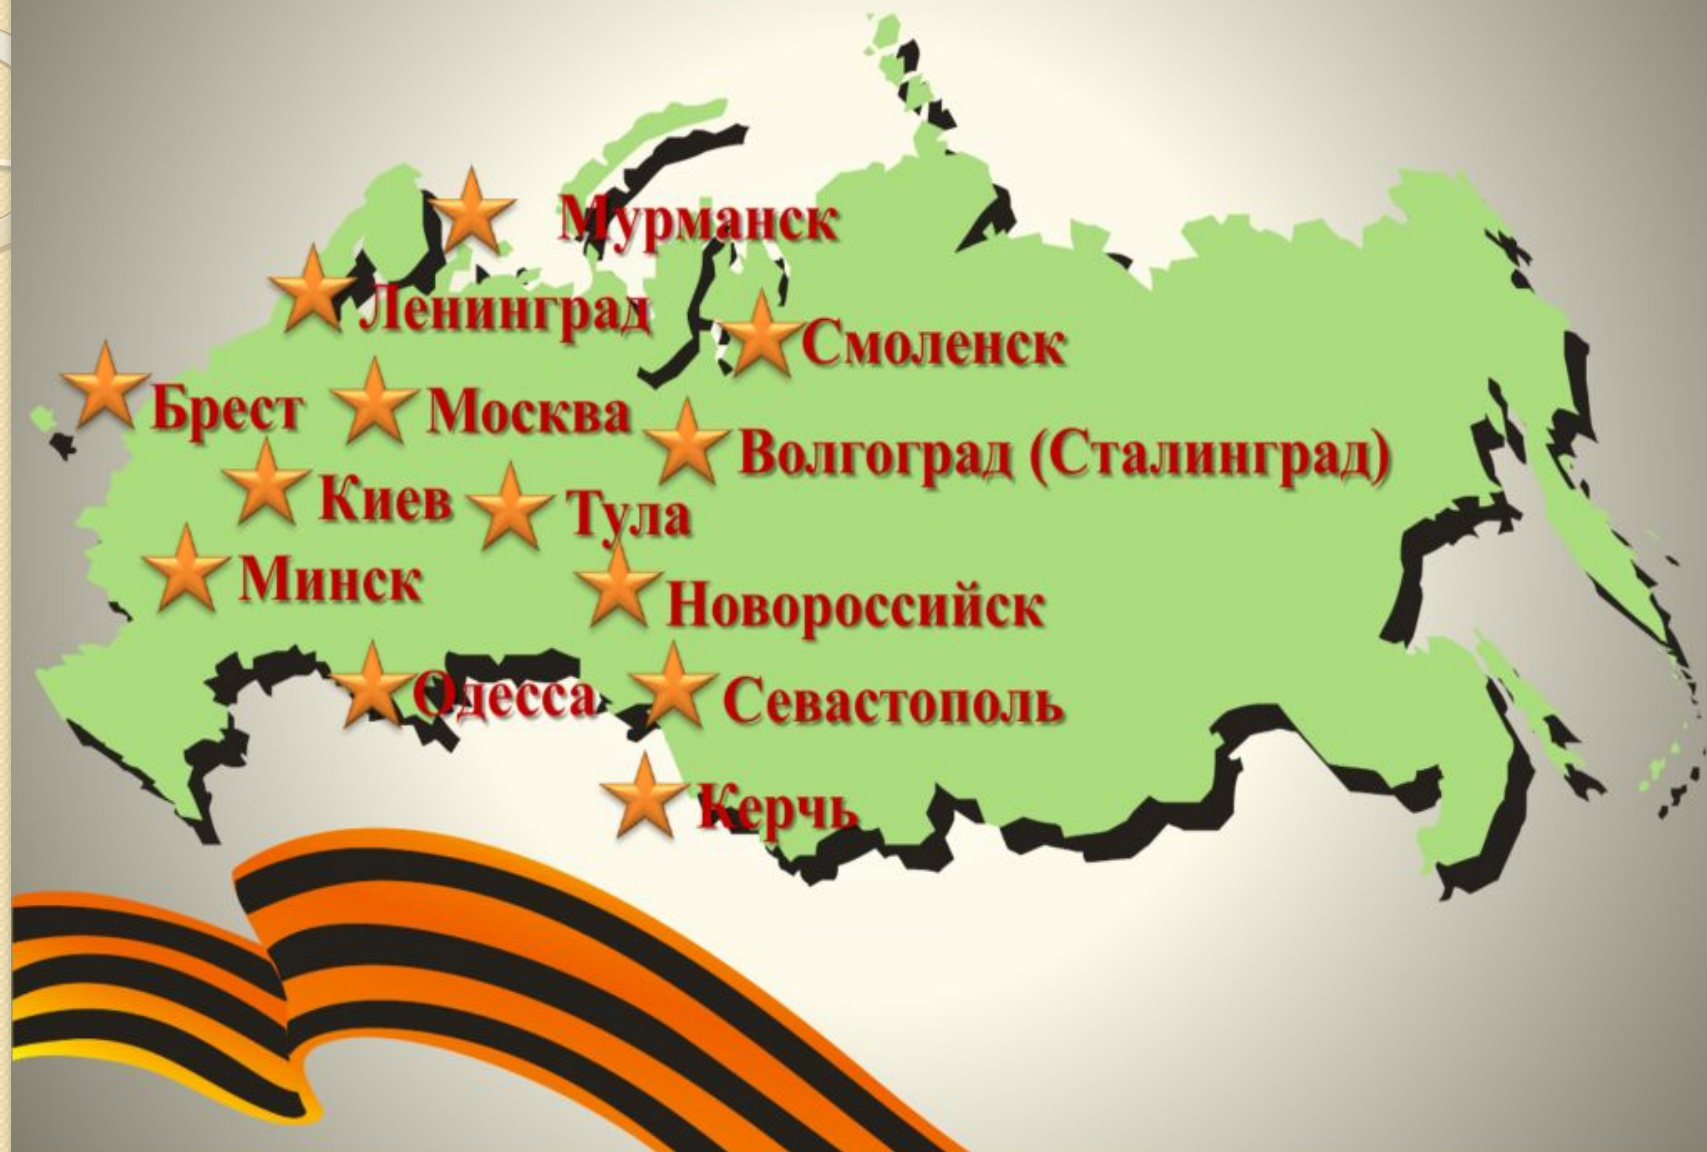 Мурманск
Ленинград
Смоленск
Брест
Москва
Волгоград (Сталинград)
Киев
Тула
Минск
Новороссийск
Одесса
Севастополь
Керчь